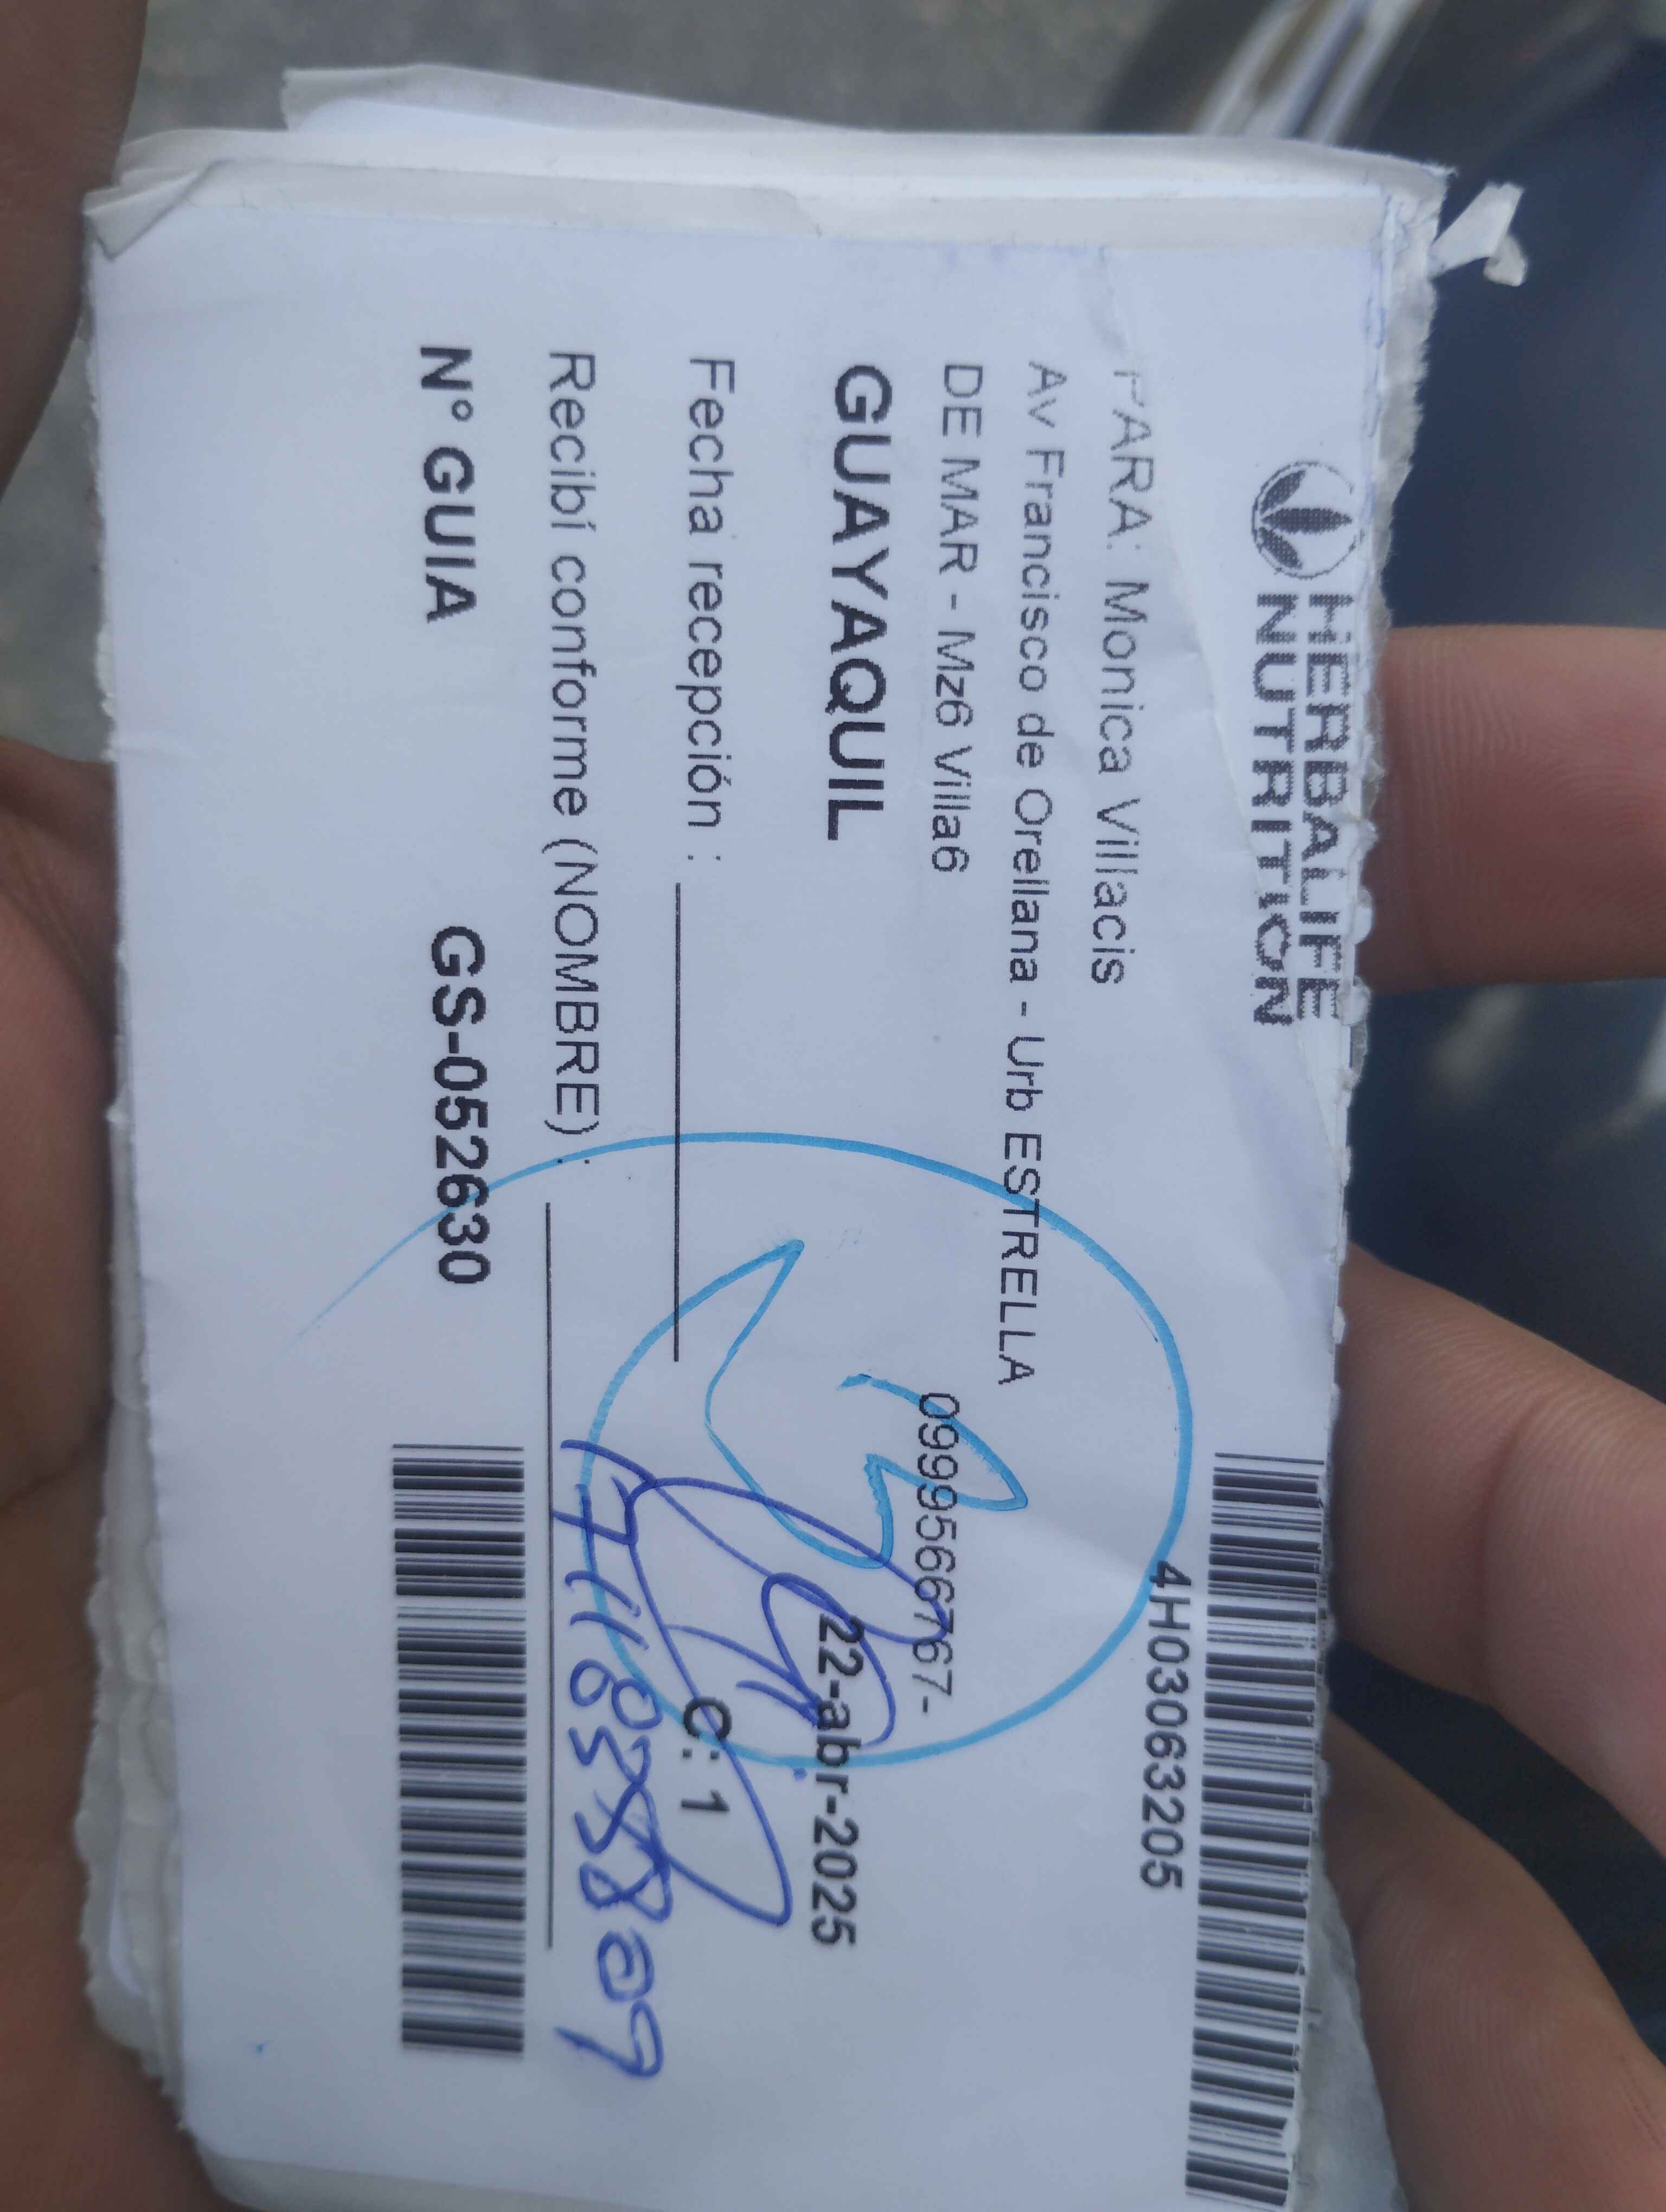 HERBALIFE
NUTRITION
4H03063205
PARA: Monica Villacis
Av Francisco de Orellana - Urb ESTRELLA
DE MAR - Mz6 Villa6
0999566767-
GUAYAQUIL
22-abr-2025
Fecha recepción :
C: 1
Recibí conforme (NOMBRE) :
N° GUIA GS-052630